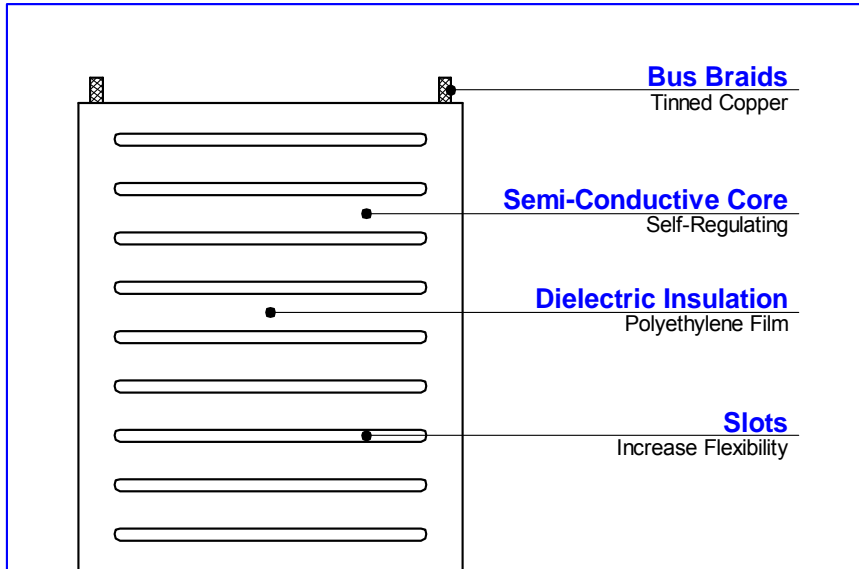 Bus Braids
Tinned Copper
Semi-Conductive Core
Self-Regulating
Dielectric Insulation
Polyethylene Film
Slots
Increase Flexibility